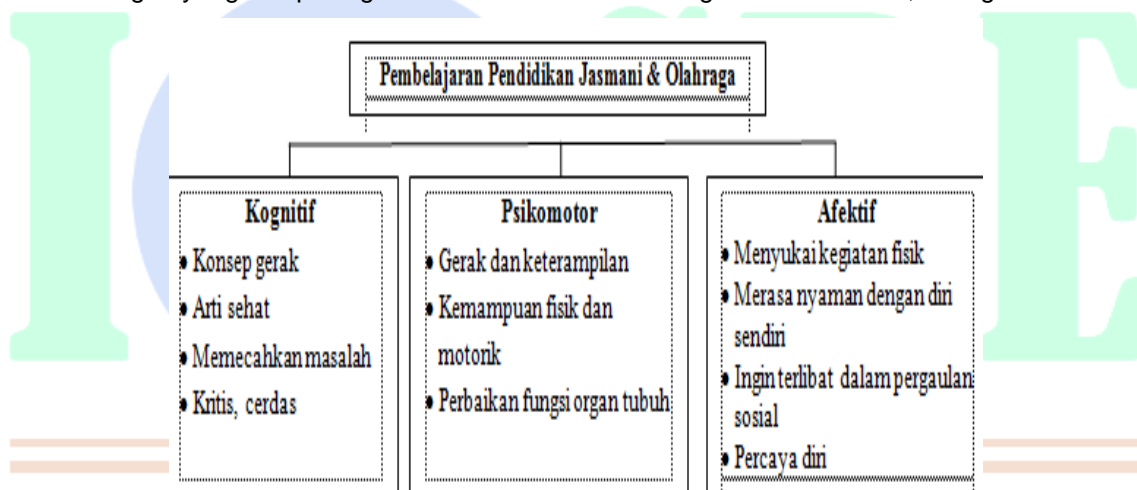 Pembelajaran Pendidikan Jasmani & Olahraga
Kognitif
• Konsep gerak
• Arti sehat
• Memecahkan masalah
• Kritis, cerdas
Psikomotor
• Gerak dan keterampilan
• Kemampuan fisik dan
motorik
• Perbaikan fungsi organ tubuh
Afektif
• Menyukai kegiatan fisik
• Merasa nyaman dengan diri
sendiri
• Ingin terlibat dalam pergaulan
sosial
• Percaya diri